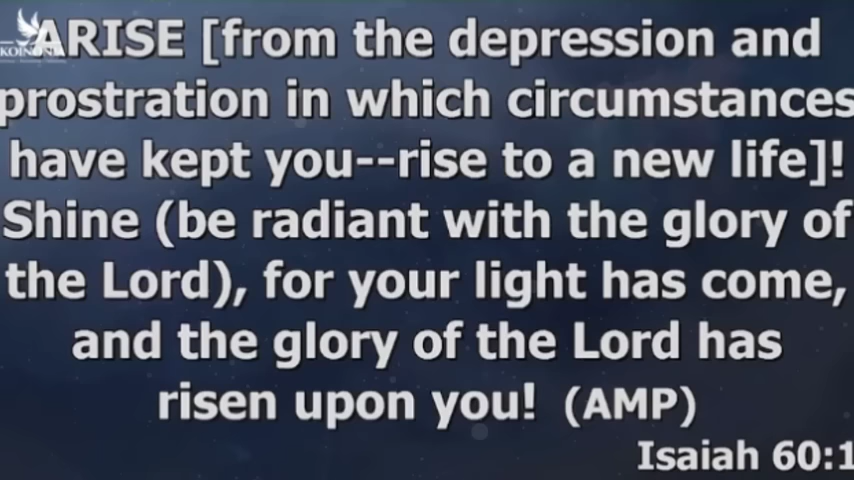 KOINONIA
ARISE [from the depression and
prostration in which circumstances
have kept you--rise to a new life]!
Shine (be radiant with the glory of
the Lord), for your light has come,
and the glory of the Lord has
risen upon you! (AMP)
Isaiah 60:1